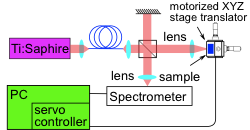 motorized XYZ
stage translator
lens
Ti:Saphire
lens
sample
PC
Spectrometer
servo
controller